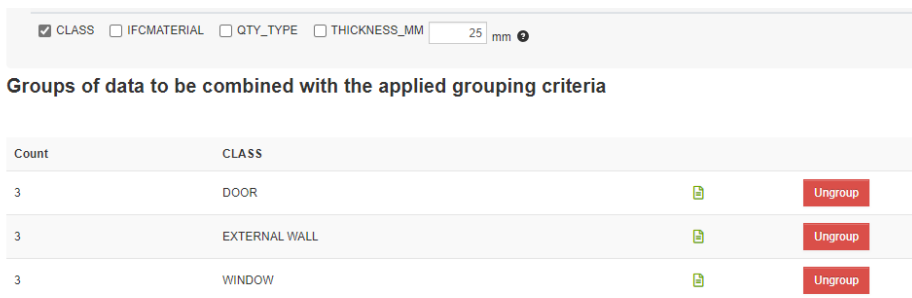 CLASS IFCMATERIAL QTY_TYPE THICKNESS_MM 25 mm ?
Groups of data to be combined with the applied grouping criteria
Count CLASS
3 DOOR Ungroup
3 EXTERNAL WALL Ungroup
3 WINDOW Ungroup